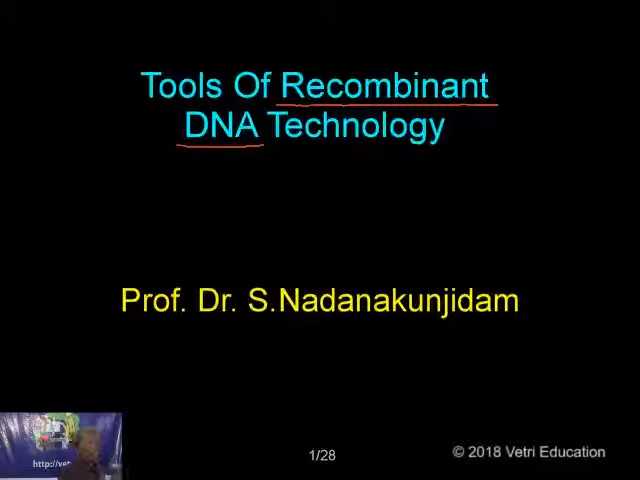 Tools Of Recombinant
DNA Technology
Prof. Dr. S.Nadanakunjidam
1/28
© 2018 Vetri Education